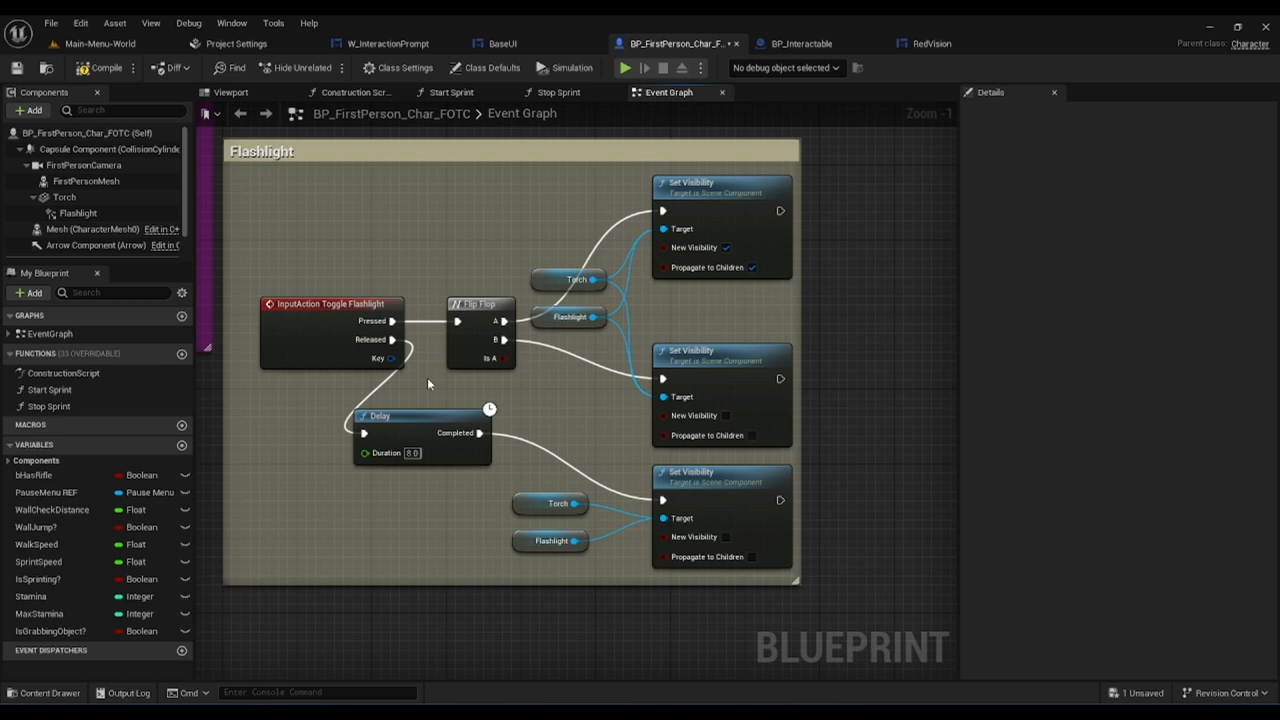 File Edit Asset View Debug Window Tools Help
Main-Menu-World Project Settings W_InteractionPrompt BaseUI BP_FirstPerson_Char_F... BP_Interactable RedVision
Parent class: Character
Compile Diff Find Hide Unrelated Class Settings Class Defaults Simulation No debug object selected
Components
Viewport Construction Scr... Start Sprint Stop Sprint Event Graph
Details
Add Search
BP_FirstPerson_Char_FOTC > Event Graph
Zoom -1
BP_FirstPerson_Char_FOTC (Self)
Capsule Component (CollisionCylinde
FirstPersonCamera
FirstPersonMesh
Torch
Flashlight
Mesh (CharacterMesh0) Edit in C+
Arrow Component (Arrow) Edit in C
My Blueprint
Add Search
GRAPHS
EventGraph
FUNCTIONS (33 OVERRIDABLE)
ConstructionScript
Start Sprint
Stop Sprint
MACROS
VARIABLES
Components
bHasRifle Boolean
PauseMenu REF Pause Menu
WallCheckDistance Float
WallJump? Boolean
WalkSpeed Float
SprintSpeed Float
IsSprinting? Boolean
Stamina Integer
MaxStamina Integer
IsGrabbingObject? Boolean
EVENT DISPATCHERS
Flashlight
InputAction Toggle Flashlight
Pressed
Released
Key
Flip Flop
A
B
Is A
Delay
Completed
Duration 8.0
Torch
Flashlight
Set Visibility
Target is Scene Component
Target
New Visibility
Propagate to Children
Set Visibility
Target is Scene Component
Target
New Visibility
Propagate to Children
Torch
Flashlight
Set Visibility
Target is Scene Component
Target
New Visibility
Propagate to Children
BLUEPRINT
Content Drawer Output Log Cmd Enter Console Command 1 Unsaved Revision Control